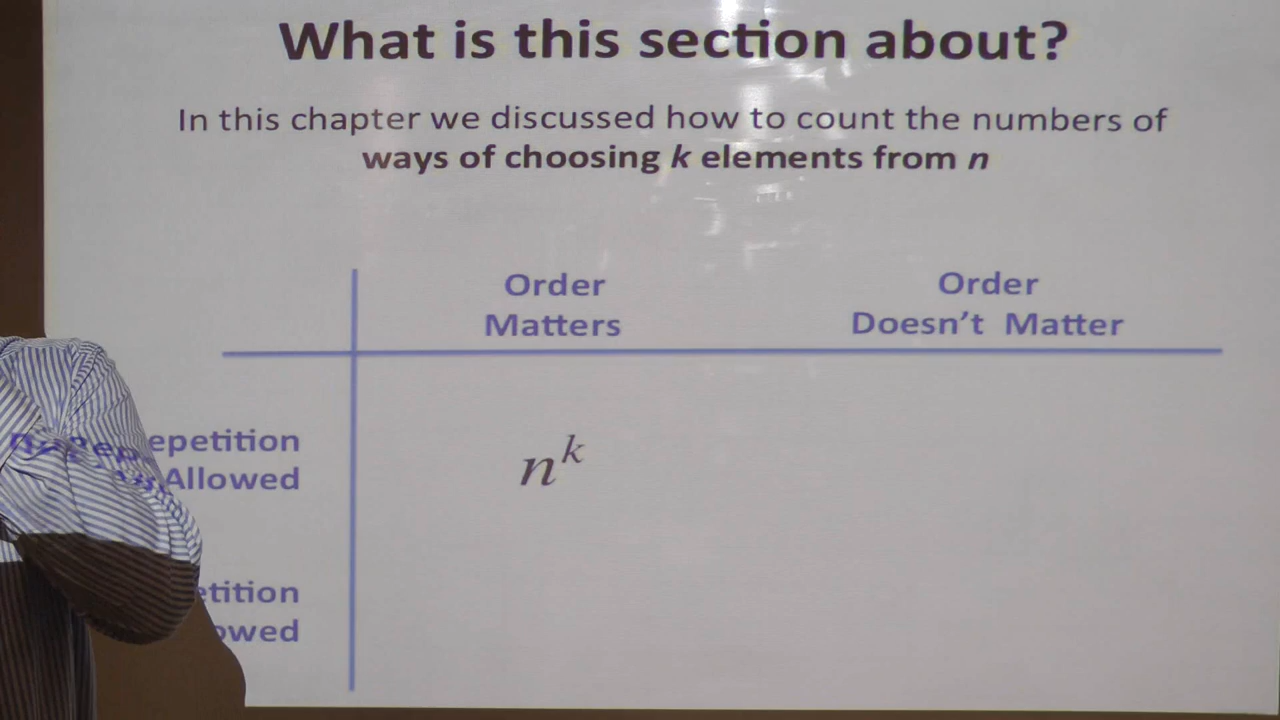 What is this section about?
In this chapter we discussed how to count the numbers of
ways of choosing k elements from n
Order
Matters
Order
Doesn't Matter
epetition
Allowed
n^k
etition
owed